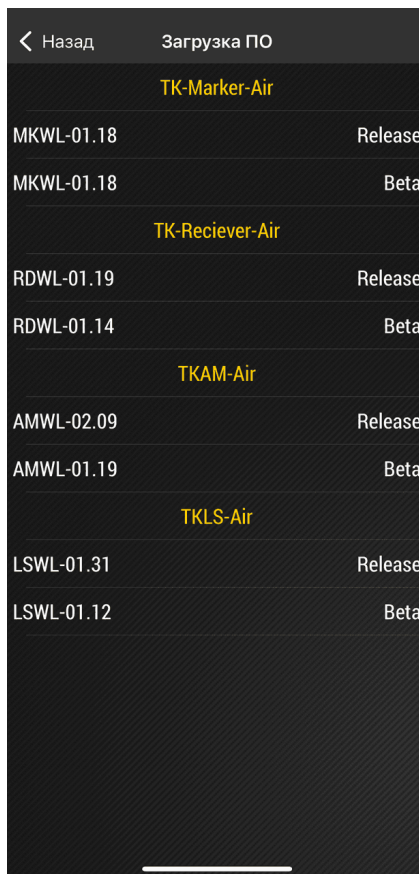 Назад Загрузка ПО
TK-Marker-Air
MKWL-01.18 Release
MKWL-01.18 Beta
TK-Reciever-Air
RDWL-01.19 Release
RDWL-01.14 Beta
TKAM-Air
AMWL-02.09 Release
AMWL-01.19 Beta
TKLS-Air
LSWL-01.31 Release
LSWL-01.12 Beta